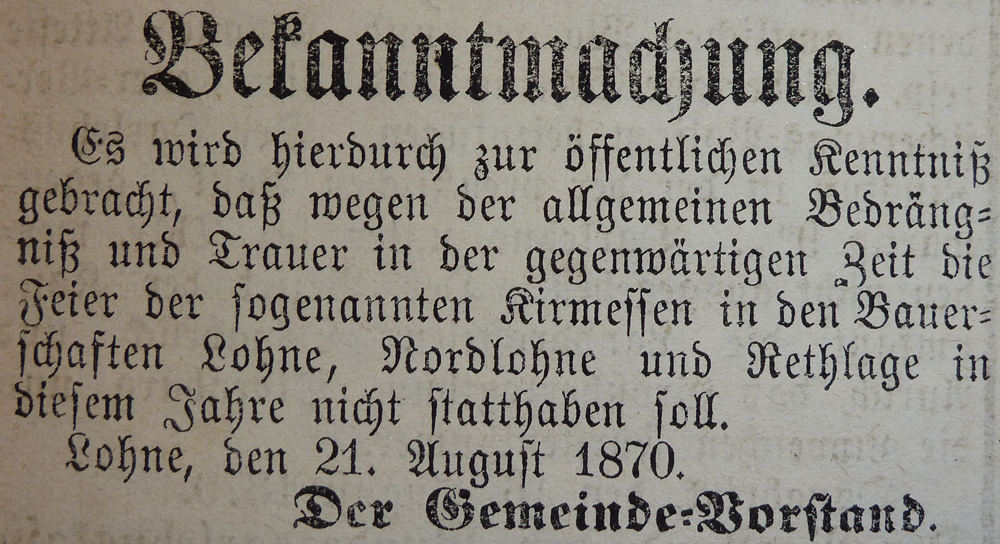 Bekanntmachung.
Es wird hierdurch zur öffentlichen Kenntniß
gebracht, daß wegen der allgemeinen Bedräng=
niß und Trauer in der gegenwärtigen Zeit die
Feier der sogenannten Kirmessen in den Bauer=
schaften Lohne, Nordlohne und Rethlage in
diesem Jahre nicht statthaben soll.
Lohne, den 21. August 1870.
Der Gemeinde=Vorstand.